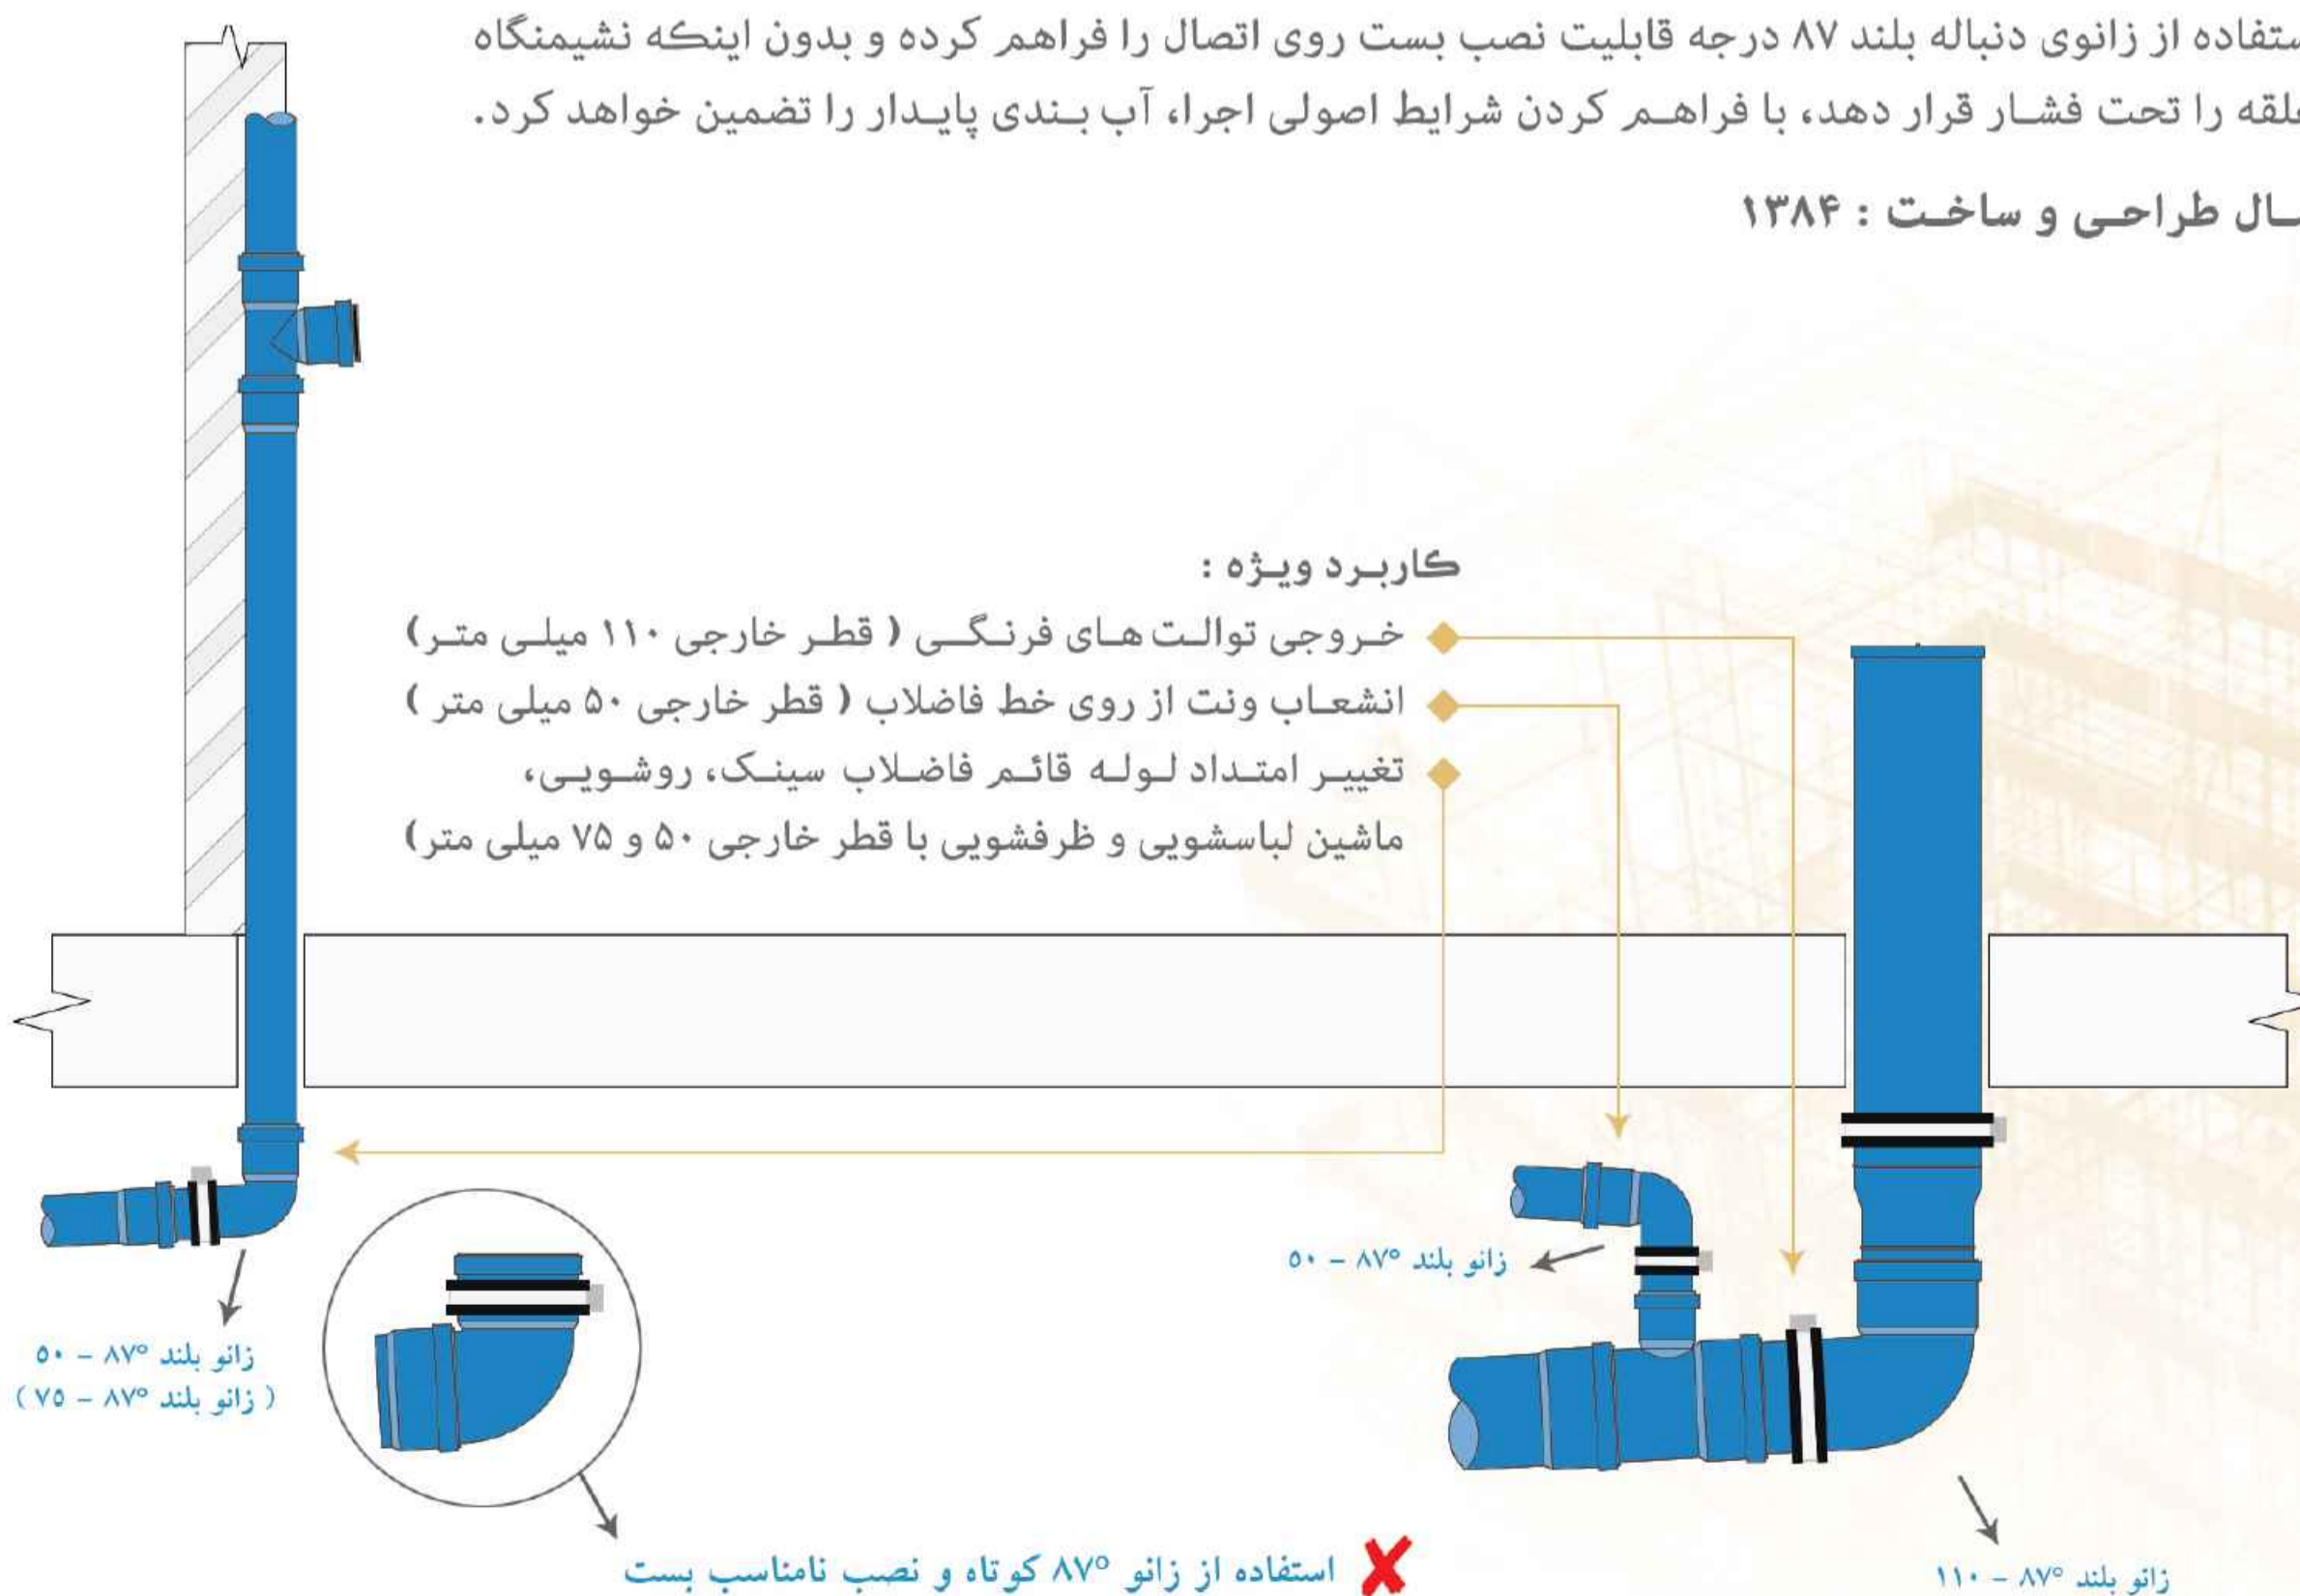 ستفاده از زانوی دنباله بلند ۸۷ درجه قابلیت نصب بست روی اتصال را فراهم کرده و بدون اینکه نشیمنگاه
را تحت فشار قرار دهد، با فراهم کردن شرایط اصولی اجرا، آب بندی پایدار را تضمین خواهد کرد.
ال طراحی و ساخت : ۱۳۸۴
کاربرد ویژه :
خروجی توالت های فرنگی ( قطر خارجی ۱۱۰ میلی متر)
انشعاب ونت از روی خط فاضلاب ( قطر خارجی ۵۰ میلی متر )
تغییر امتداد لوله قائم فاضلاب سینک، روشویی،
ماشین لباسشویی و ظرفشویی با قطر خارجی ۵۰ و ۷۵ میلی متر)
زانو بلند °۸۷ – ۵۰
زانو بلند °۸۷ – ۵۰
( زانو بلند °۸۷ – ۷۵ )
استفاده از زانو °۸۷ کوتاه و نصب نامناسب بست
زانو بلند °۸۷ – ۱۱۰